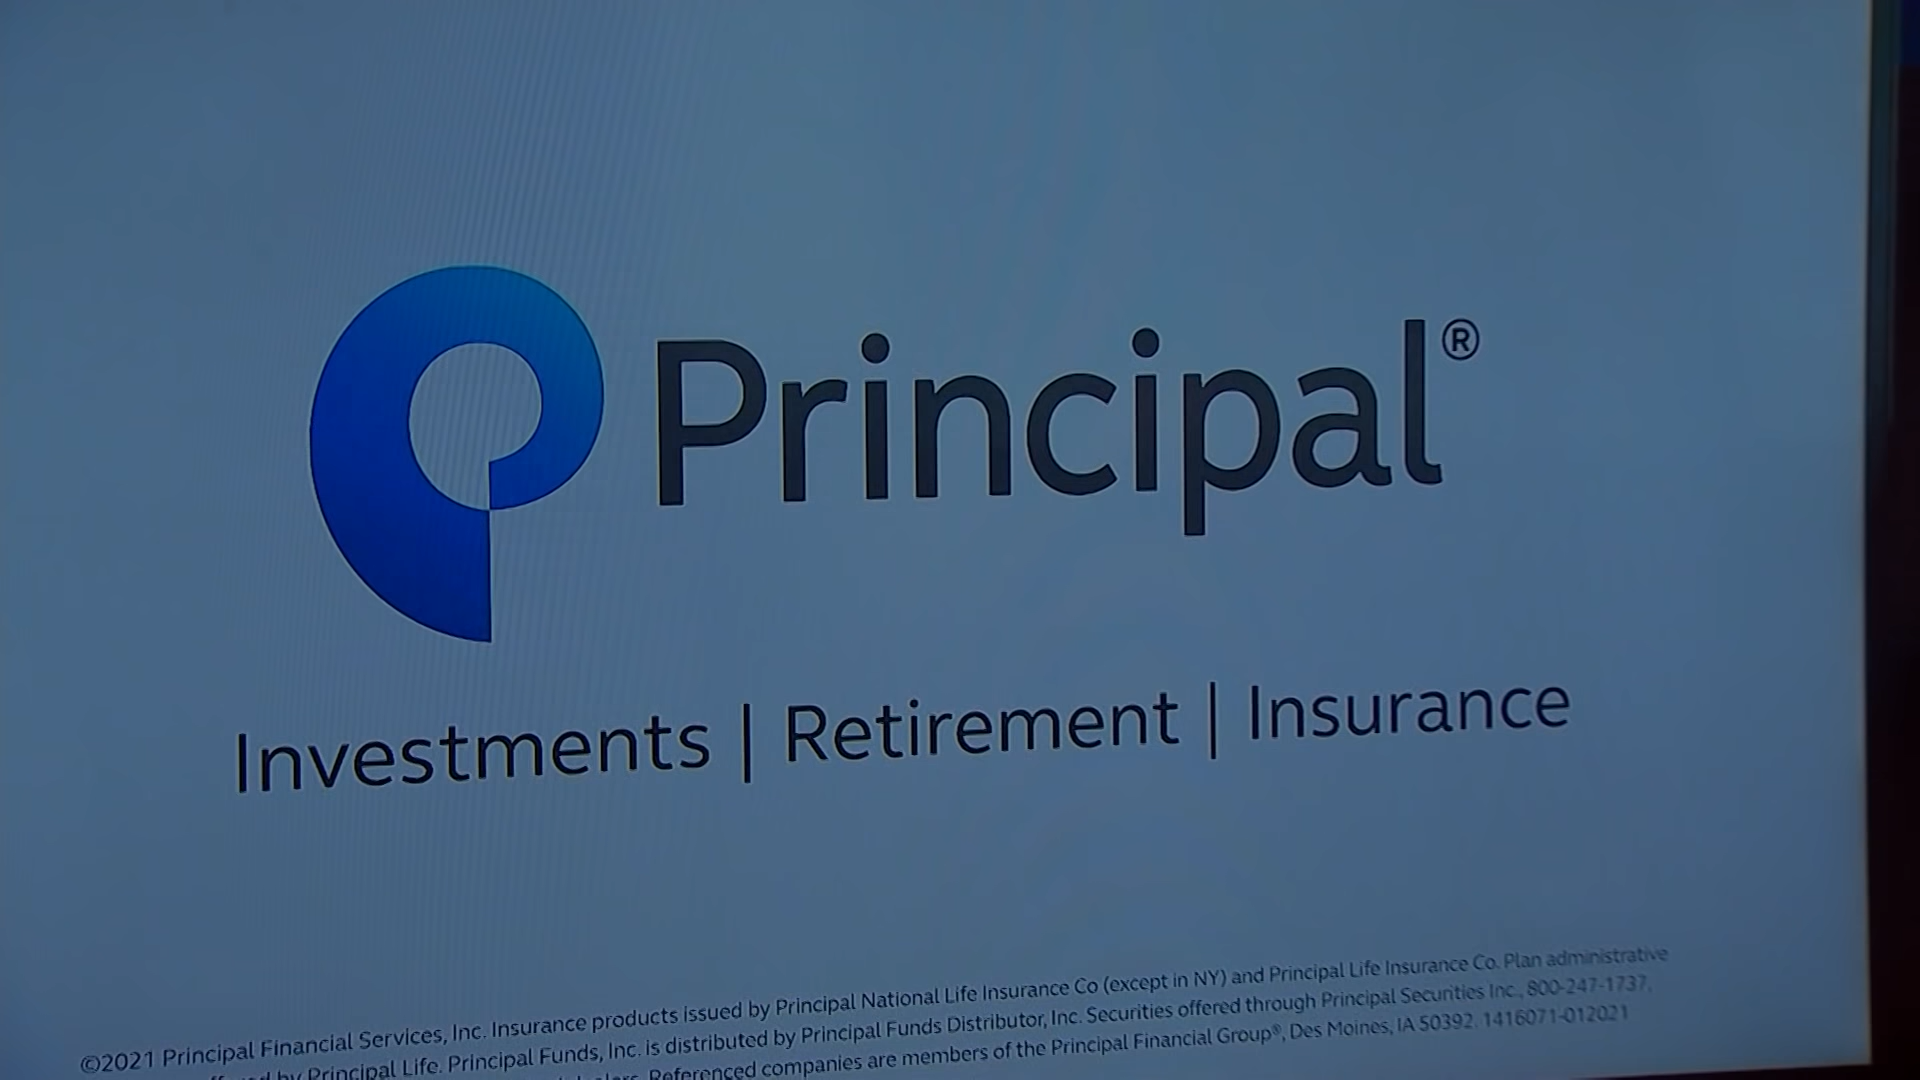 Principal®
Investments | Retirement | Insurance
©2021 Principal Financial Services, Inc. Insurance products issued by Principal National Life Insurance Co (except in NY) and Principal Life Insurance Co. Plan administrative
by Principal Life. Principal Funds, Inc. is distributed by Principal Funds Distributor, Inc. Securities offered through Principal Securities Inc., 800-247-1737,
Referenced companies are members of the Principal Financial Group®, Des Moines, IA 50392. 1416071-012021